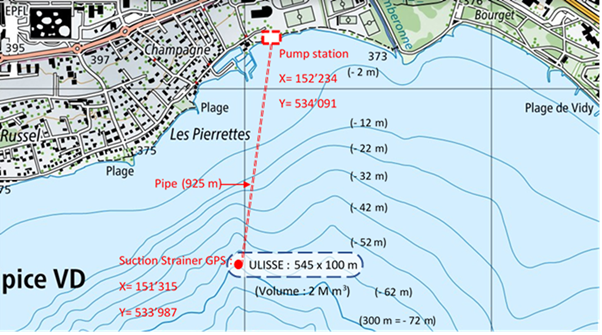 EPFL
395
397
Champagne
Bourget
376
Pump station
X= 152'234
Y= 534'091
373
(- 2 m)
Plage
Plage de Vidy
Russel
Les Pierrettes
375
Plage
375
(- 12 m)
(- 22 m)
Pipe (925 m)
(- 32 m)
(- 42 m)
(- 52 m)
Suction Strainer GPS
ULISSE : 545 x 100 m
pice VD
X= 151'315
(Volume : 2 M m³)
(- 62 m)
Y= 533'987
(300 m = - 72 m)